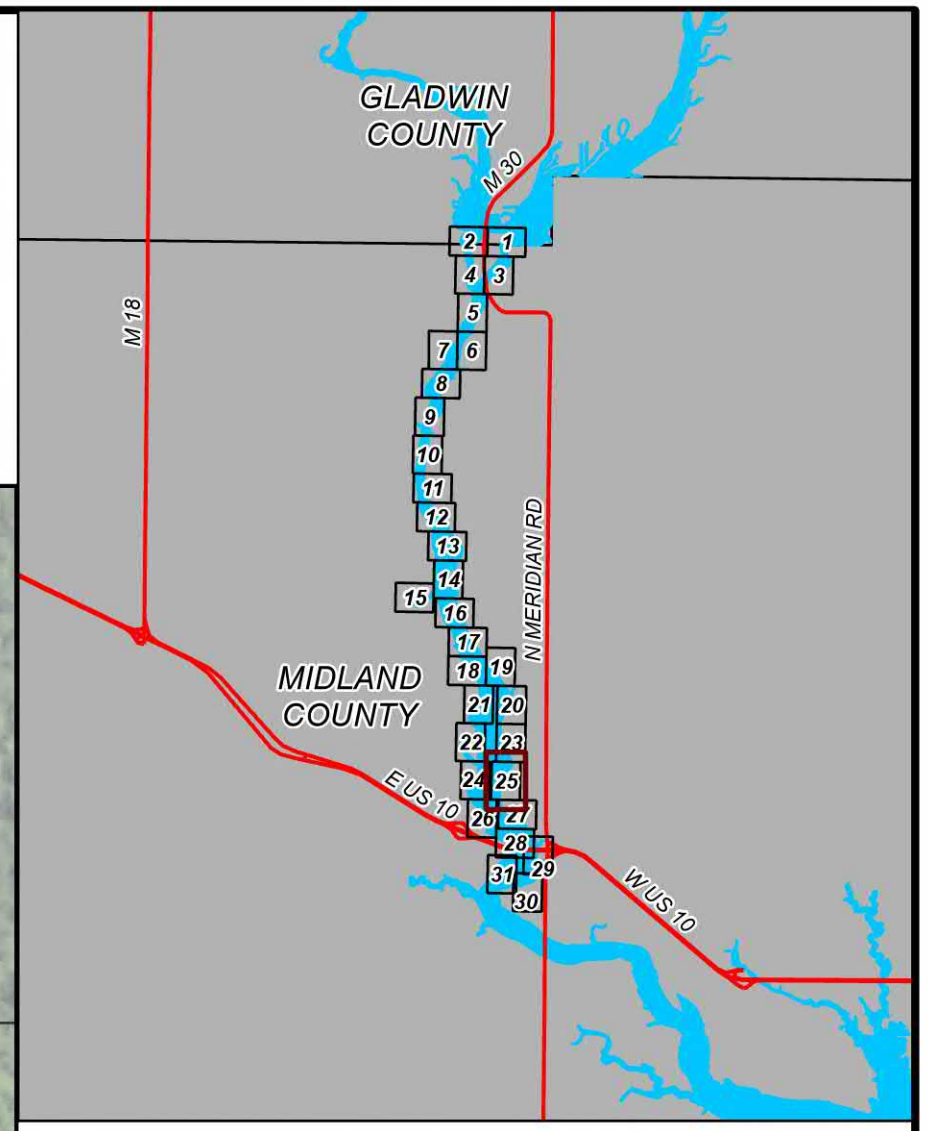 GLADWIN
COUNTY
M 30
2 1
4 3
5
M 18
7 6
8
9
10
11
12
13
N MERIDIAN RD
14
15
16
17
MIDLAND
COUNTY
18 19
21 20
22 23
24 25
E US 10
26 27
28
29
31
W US 10
30